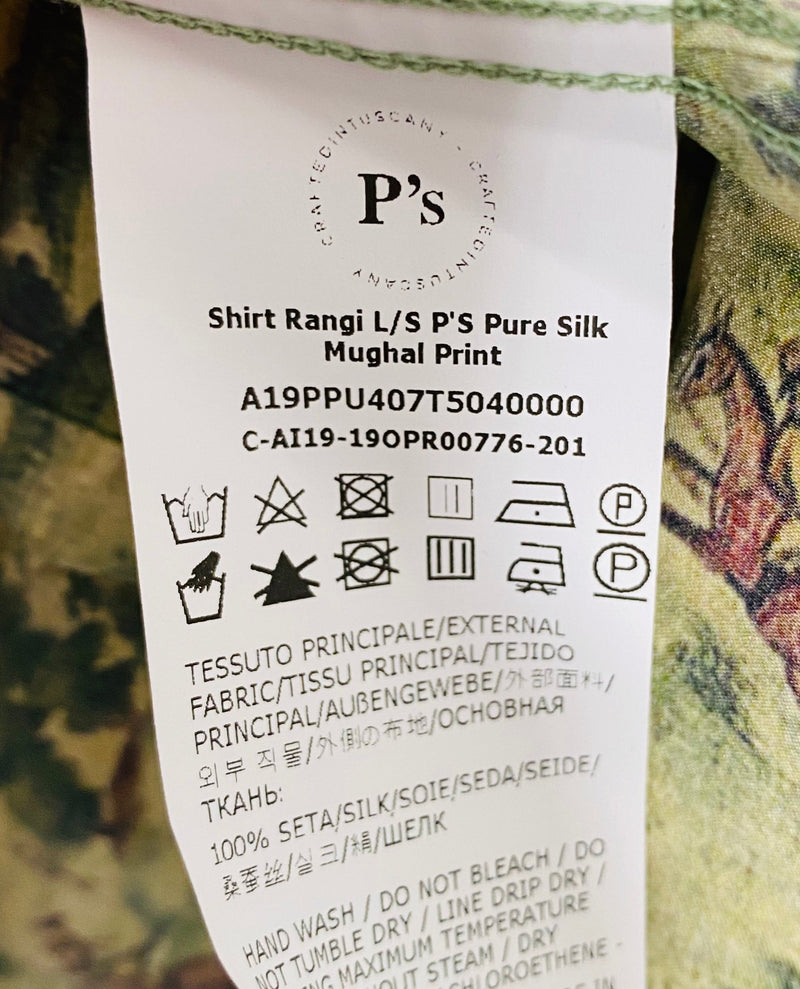 CRAFTEDINTUSCANY - CRAFTEDINTUSCANY
P's
Shirt Rangi L/S P'S Pure Silk
Mughal Print
A19PPU407T5040000
C-AI19-19OPR00776-201
P
P
TESSUTO PRINCIPALE/EXTERNAL
FABRIC/TISSU PRINCIPAL/TEJIDO
PRINCIPAL/AUßENGEWEBE/外部面料/
외부 직물/外側の布地/ОСНОВНАЯ
ТКАНЬ:
100% SETA/SILK/SOIE/SEDA/SEIDE/
桑蚕丝/실크/絹/ШЕЛК
HAND WASH / DO NOT BLEACH / DO
NOT TUMBLE DRY / LINE DRIP DRY /
MAXIMUM TEMPERATURE
STEAM / DRY